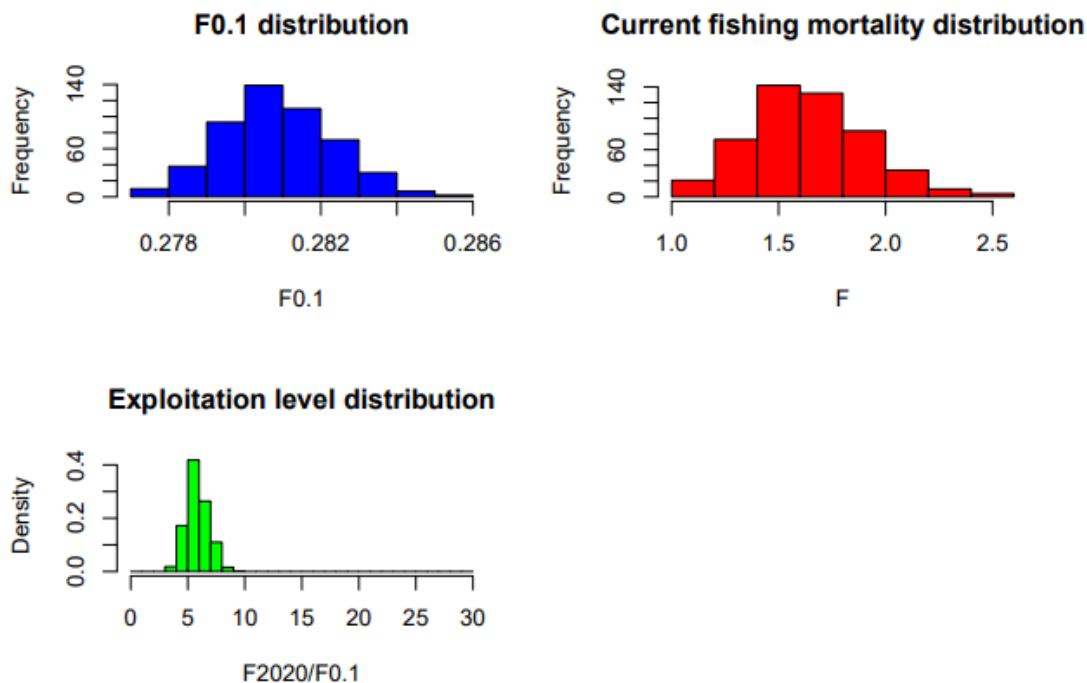 F0.1 distribution
Frequency
0 60 140
0.278 0.282 0.286
F0.1
Current fishing mortality distribution
Frequency
0 60 140
1.0 1.5 2.0 2.5
F
Exploitation level distribution
Density
0.0 0.2 0.4
0 5 10 15 20 25 30
F2020/F0.1